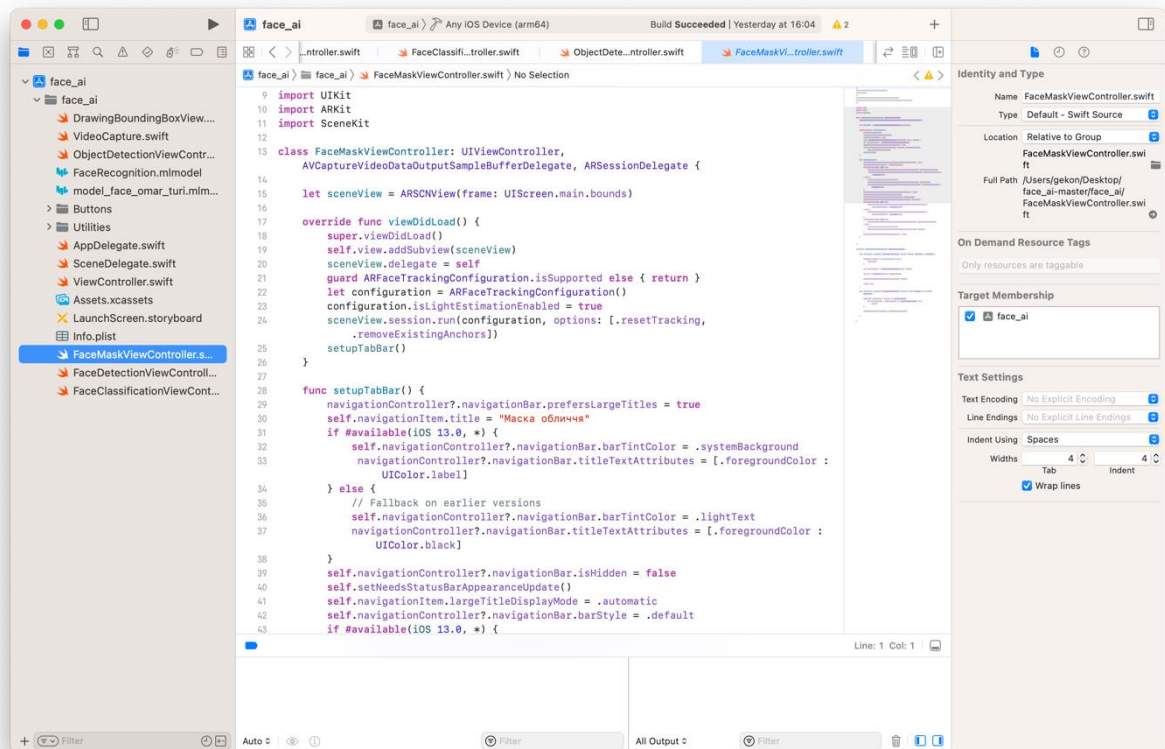 face_ai
face_ai 〉 Any iOS Device (arm64)
Build Succeeded | Yesterday at 16:04
2
...ntroller.swift
FaceClassifi...troller.swift
ObjectDete...ntroller.swift
FaceMaskVi...troller.swift
face_ai 〉 face_ai 〉 FaceMaskViewController.swift 〉 No Selection
face_ai
face_ai
DrawingBoundingBoxView....
VideoCapture.swift
ObjectDetectionViewContr...
FaceRecognition.mlmodel
model_face_omar_turi.mlm...
Buttons
Utilities
AppDelegate.swift
SceneDelegate.swift
ViewController.swift
Assets.xcassets
LaunchScreen.storyboard
Info.plist
FaceMaskViewController.s...
FaceDetectionViewControll...
FaceClassificationViewCont...
Filter
9 import UIKit
10 import ARKit
11 import SceneKit
12
13 class FaceMaskViewController: UIViewController,
AVCaptureVideoDataOutputSampleBufferDelegate, ARSessionDelegate {
14
15 let sceneView = ARSCNView(frame: UIScreen.main.bounds)
16
17 override func viewDidLoad() {
18 super.viewDidLoad()
19 self.view.addSubview(sceneView)
20 sceneView.delegate = self
21 guard ARFaceTrackingConfiguration.isSupported else { return }
22 let configuration = ARFaceTrackingConfiguration()
23 configuration.isLightEstimationEnabled = true
24 sceneView.session.run(configuration, options: [.resetTracking,
.removeExistingAnchors])
25 setupTabBar()
26 }
27
28 func setupTabBar() {
29 navigationController?.navigationBar.prefersLargeTitles = true
30 self.navigationItem.title = "Маска обличчя"
31 if #available(iOS 13.0, *) {
32 self.navigationController?.navigationBar.barTintColor = .systemBackground
33 navigationController?.navigationBar.titleTextAttributes = [.foregroundColor :
UIColor.label]
34 } else {
35 // Fallback on earlier versions
36 self.navigationController?.navigationBar.barTintColor = .lightText
37 navigationController?.navigationBar.titleTextAttributes = [.foregroundColor :
UIColor.black]
38 }
39 self.navigationController?.navigationBar.isHidden = false
40 self.setNeedsStatusBarAppearanceUpdate()
41 self.navigationItem.largeTitleDisplayMode = .automatic
42 self.navigationController?.navigationBar.barStyle = .default
43 if #available(iOS 13.0, *) {
Line: 1 Col: 1
Auto
Filter
All Output
Filter
Identity and Type
Name FaceMaskViewController.swift
Type Default - Swift Source
Location Relative to Group
FaceMaskViewController.swi
ft
Full Path /Users/gekon/Desktop/
face_ai-master/face_ai/
FaceMaskViewController.swi
ft
On Demand Resource Tags
Only resources are taggable
Target Membership
face_ai
Text Settings
Text Encoding No Explicit Encoding
Line Endings No Explicit Line Endings
Indent Using Spaces
Widths 4 4
Tab Indent
Wrap lines